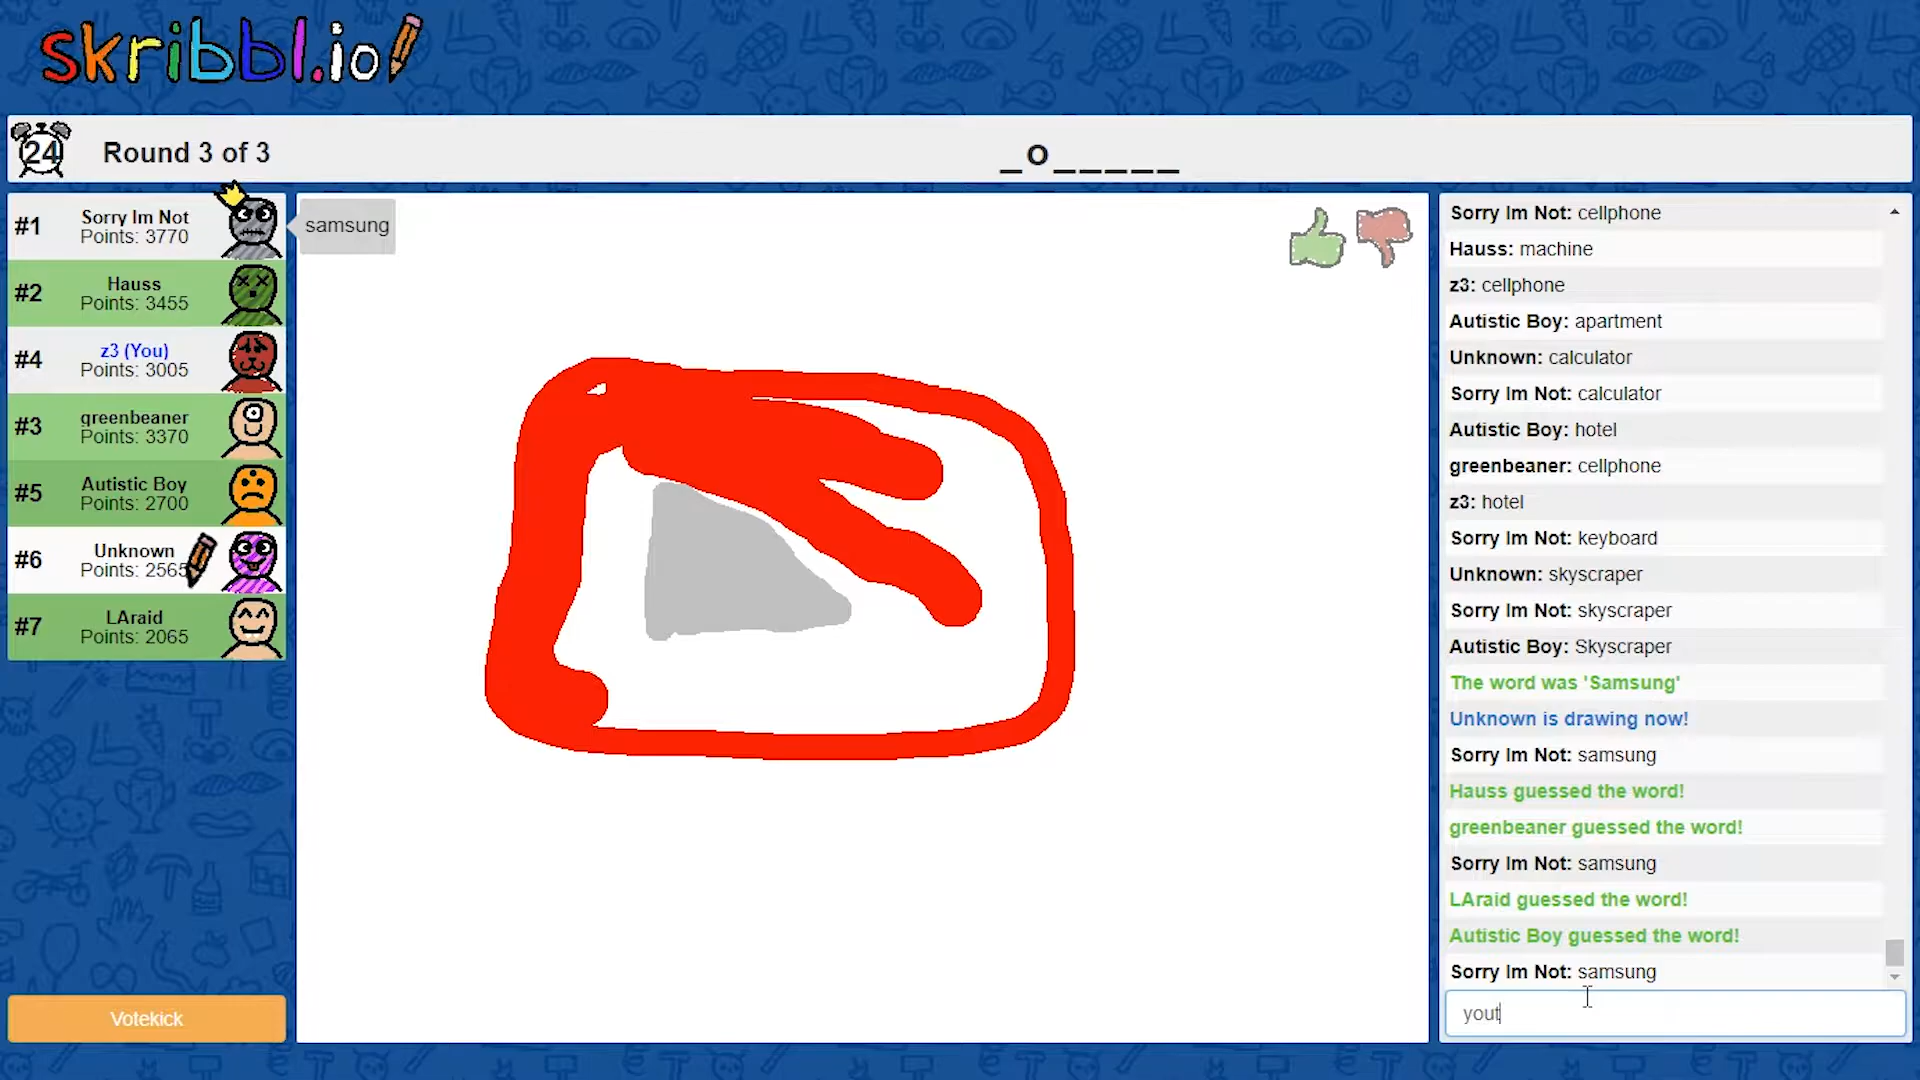 skribbl.io
24
Round 3 of 3
_O_____
#1
Sorry Im Not
Points: 3770
#2
Hauss
Points: 3455
#4
z3 (You)
Points: 3005
#3
greenbeaner
Points: 3370
#5
Autistic Boy
Points: 2700
#6
Unknown
Points: 2565
#7
LAraid
Points: 2065
Votekick
samsung
Sorry Im Not: cellphone
Hauss: machine
z3: cellphone
Autistic Boy: apartment
Unknown: calculator
Sorry Im Not: calculator
Autistic Boy: hotel
greenbeaner: cellphone
z3: hotel
Sorry Im Not: keyboard
Unknown: skyscraper
Sorry Im Not: skyscraper
Autistic Boy: Skyscraper
The word was 'Samsung'
Unknown is drawing now!
Sorry Im Not: samsung
Hauss guessed the word!
greenbeaner guessed the word!
Sorry Im Not: samsung
LAraid guessed the word!
Autistic Boy guessed the word!
Sorry Im Not: samsung
yout